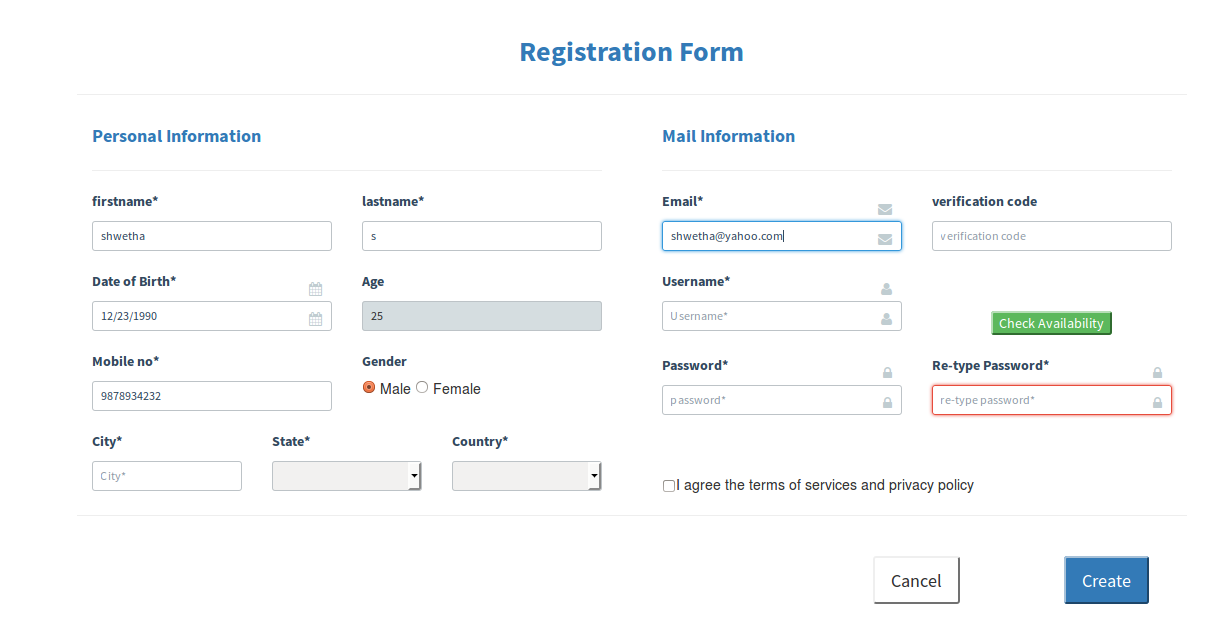 Registration Form
Personal Information
Mail Information
firstname* lastname* Email* verification code
shwetha s shwetha@yahoo.com verification code
Date of Birth* Age Username*
12/23/1990 25 Username* Check Availability
Mobile no* Gender Password* Re-type Password*
9878934232 Male Female password* re-type password*
City* State* Country*
City* I agree the terms of services and privacy policy
Cancel Create